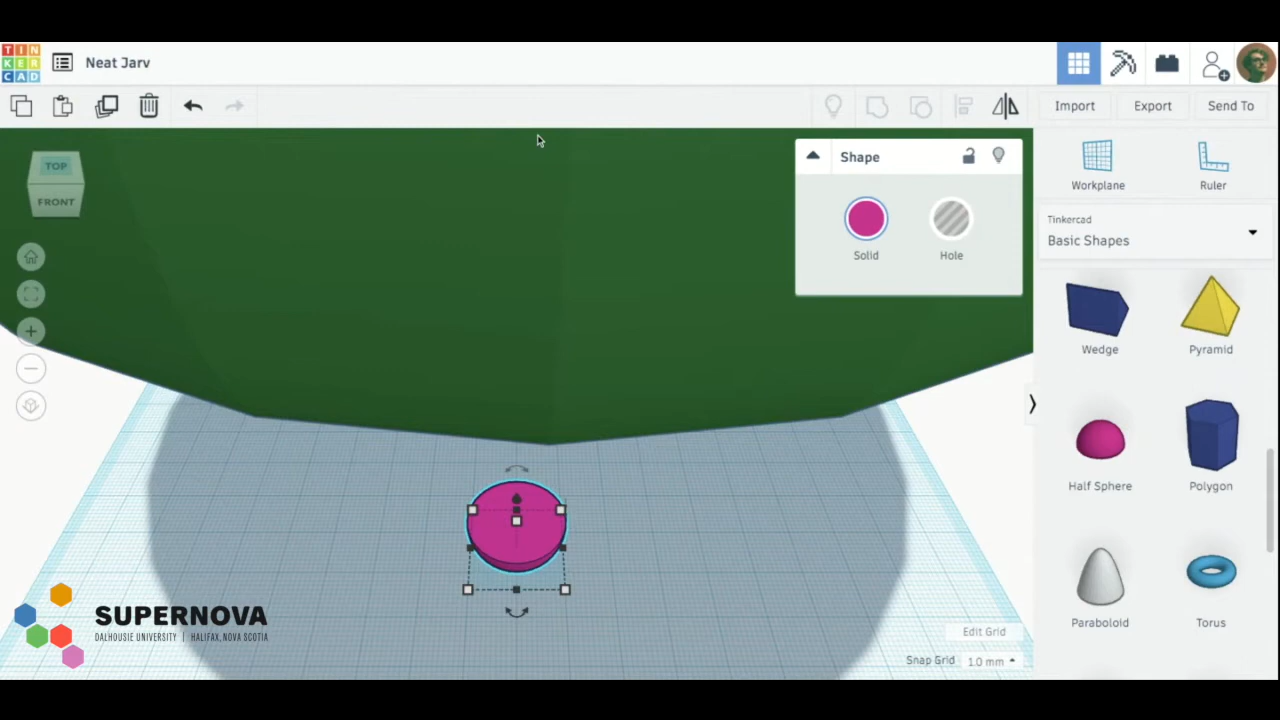 TIN
KER
CAD
Neat Jarv
Import
Export
Send To
TOP
FRONT
Shape
Solid
Hole
Workplane
Ruler
Tinkercad
Basic Shapes
Wedge
Pyramid
Half Sphere
Polygon
Paraboloid
Torus
Edit Grid
Snap Grid 1.0 mm
SUPERNOVA
DALHOUSIE UNIVERSITY | HALIFAX, NOVA SCOTIA